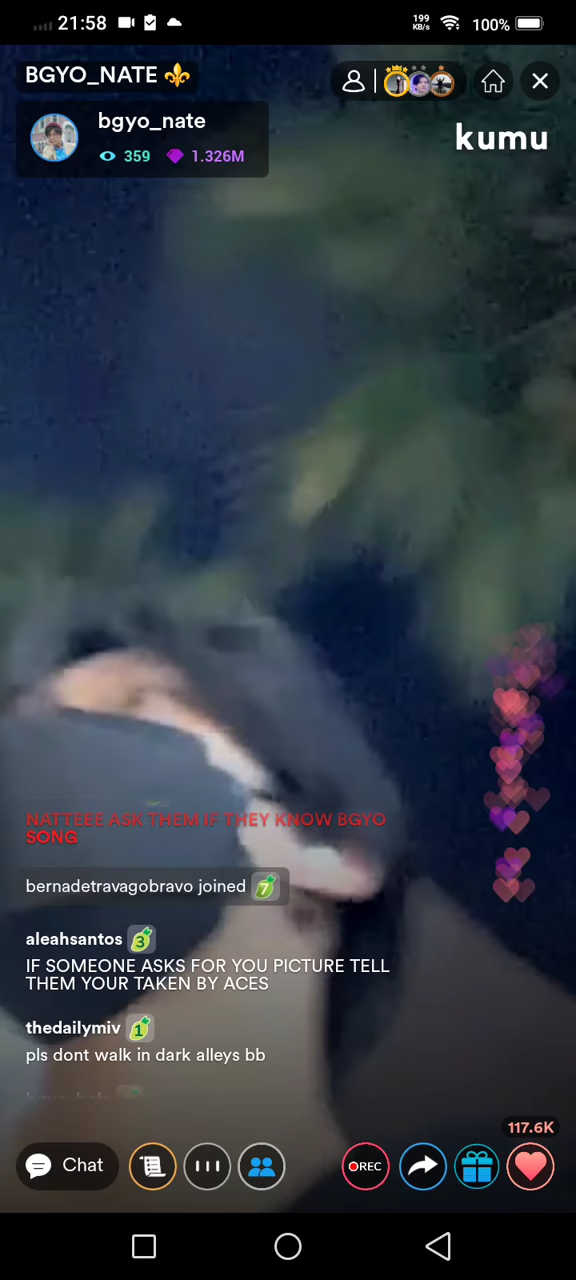 21:58
199
KB/s
100%
BGYO_NATE
bgyo_nate
359
1.326M
kumu
NATTEEE ASK THEM IF THEY KNOW BGYO
SONG
bernadetravagobravo joined 7
aleahsantos 3
IF SOMEONE ASKS FOR YOU PICTURE TELL
THEM YOUR TAKEN BY ACES
thedailymiv 1
pls dont walk in dark alleys bb
117.6K
Chat
REC